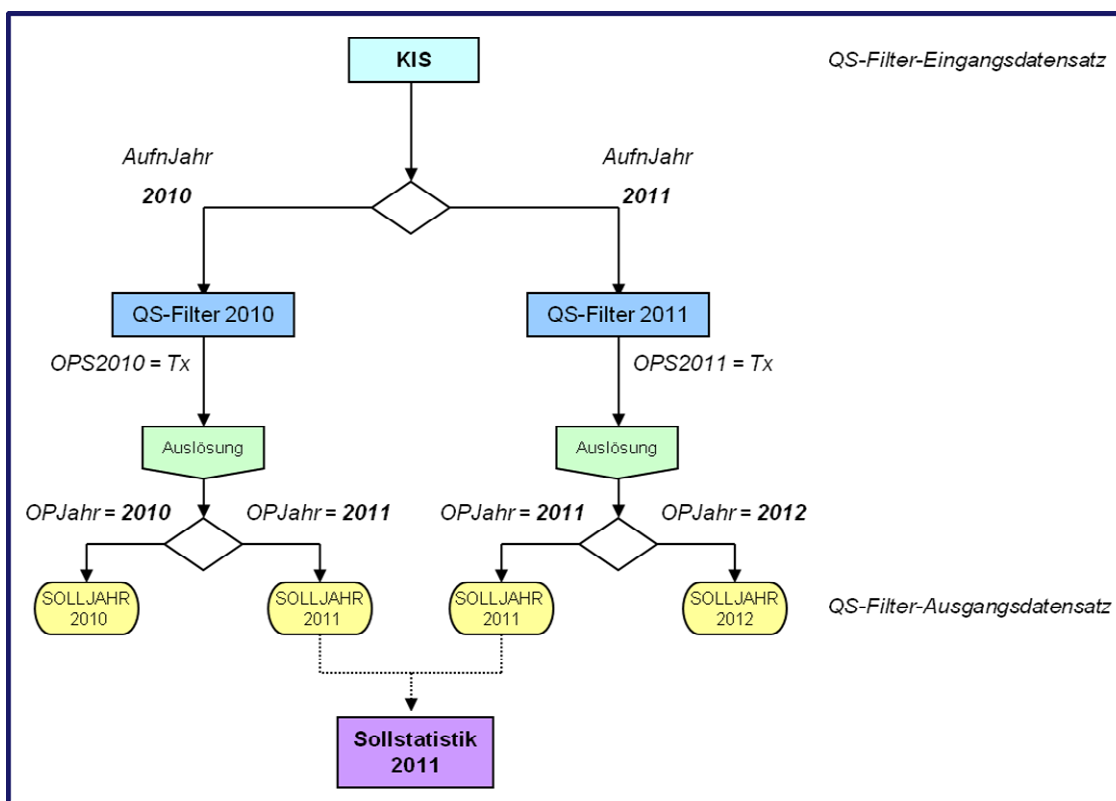 KIS
QS-Filter-Eingangsdatensatz
AufnJahr
2010
AufnJahr
2011
QS-Filter 2010
QS-Filter 2011
OPS2010 = Tx
OPS2011 = Tx
Auslösung
Auslösung
OPJahr = 2010
OPJahr = 2011
OPJahr = 2011
OPJahr = 2012
SOLLJAHR
2010
SOLLJAHR
2011
SOLLJAHR
2011
SOLLJAHR
2012
QS-Filter-Ausgangsdatensatz
Sollstatistik
2011